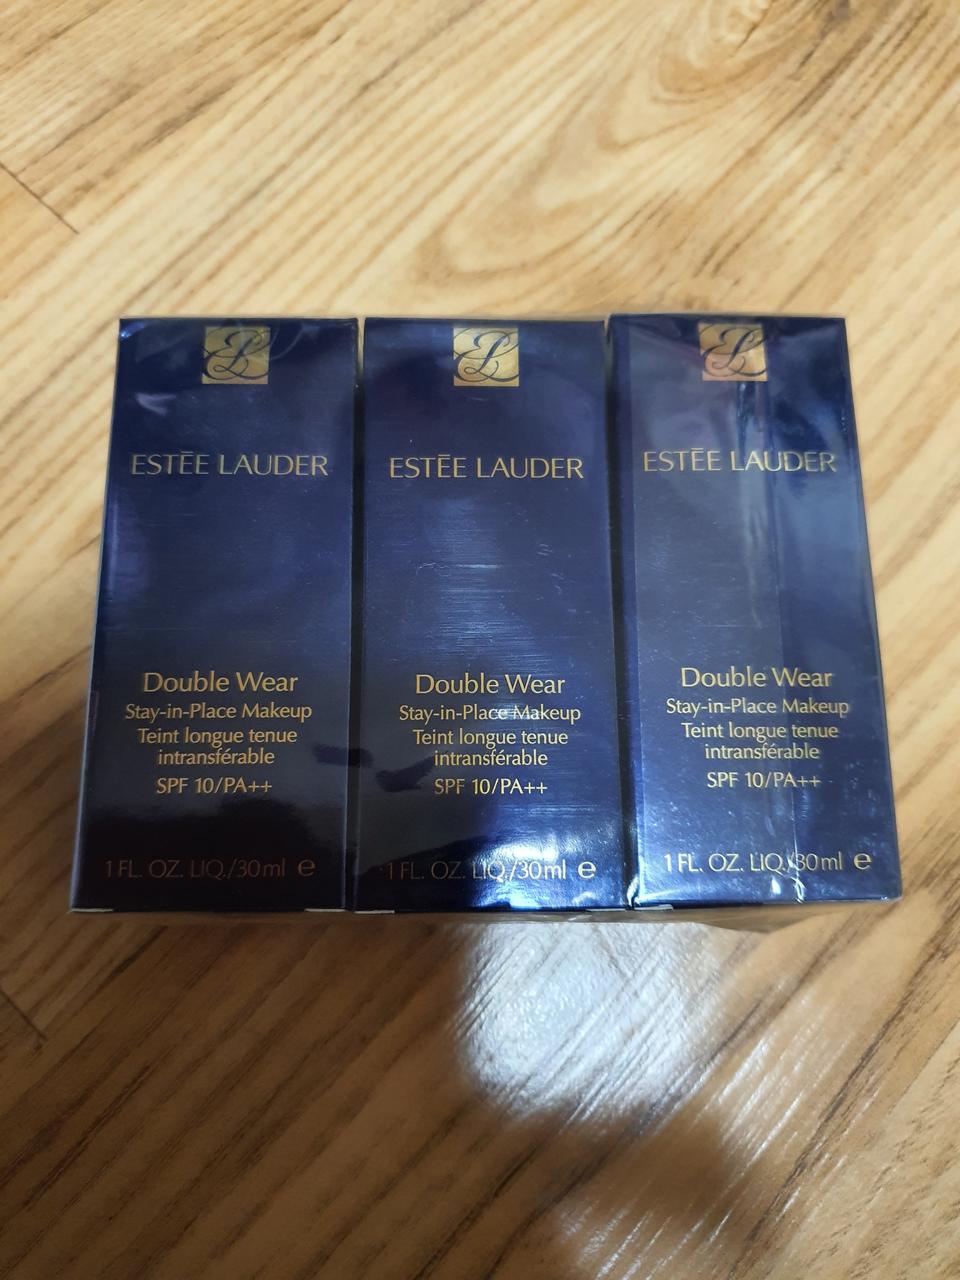 EL
ESTĒE LAUDER
Double Wear
Stay-in-Place Makeup
Teint longue tenue
intransférable
SPF 10/PA++
1 FL. OZ. LIQ./30ml e
EL
ESTĒE LAUDER
Double Wear
Stay-in-Place Makeup
Teint longue tenue
intransférable
SPF 10/PA++
1 FL. OZ. LIQ./30ml e
EL
ESTĒE LAUDER
Double Wear
Stay-in-Place Makeup
Teint longue tenue
intransférable
SPF 10/PA++
1 FL. OZ. LIQ./30ml e